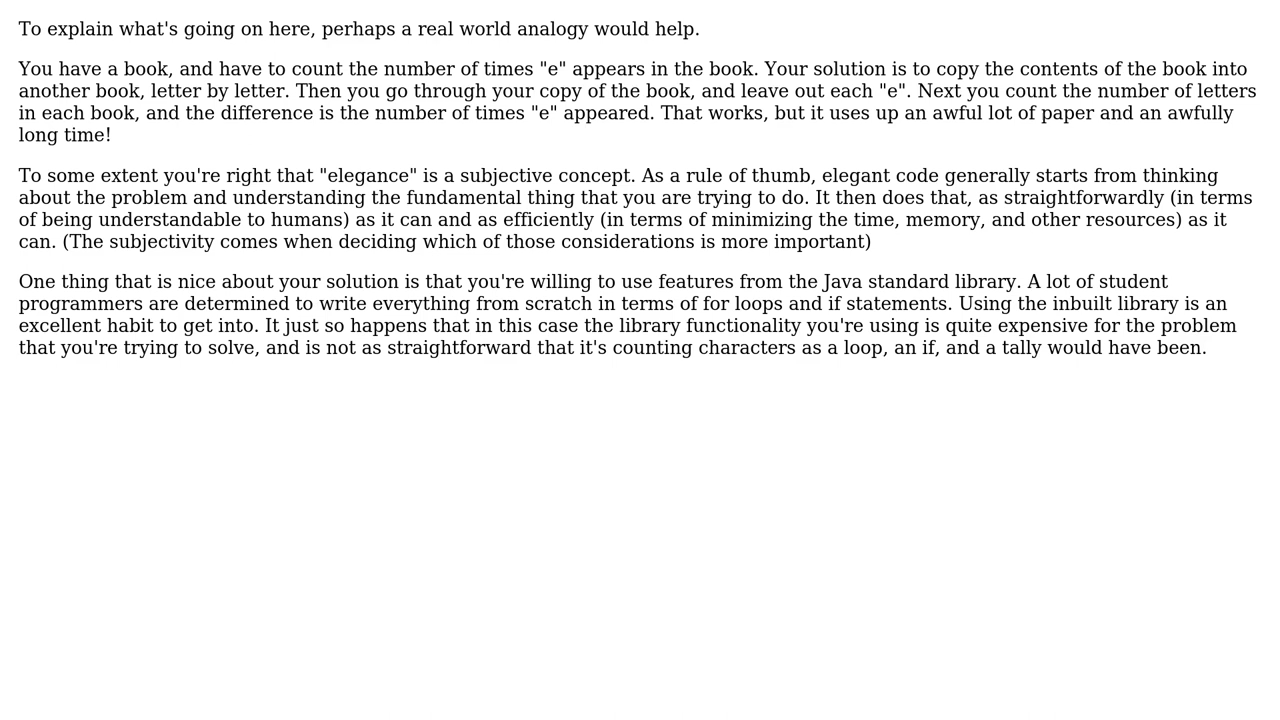 To explain what's going on here, perhaps a real world analogy would help.
You have a book, and have to count the number of times "e" appears in the book. Your solution is to copy the contents of the book into
another book, letter by letter. Then you go through your copy of the book, and leave out each "e". Next you count the number of letters
in each book, and the difference is the number of times "e" appeared. That works, but it uses up an awful lot of paper and an awfully
long time!
To some extent you're right that "elegance" is a subjective concept. As a rule of thumb, elegant code generally starts from thinking
about the problem and understanding the fundamental thing that you are trying to do. It then does that, as straightforwardly (in terms
of being understandable to humans) as it can and as efficiently (in terms of minimizing the time, memory, and other resources) as it
can. (The subjectivity comes when deciding which of those considerations is more important)
One thing that is nice about your solution is that you're willing to use features from the Java standard library. A lot of student
programmers are determined to write everything from scratch in terms of for loops and if statements. Using the inbuilt library is an
excellent habit to get into. It just so happens that in this case the library functionality you're using is quite expensive for the problem
that you're trying to solve, and is not as straightforward that it's counting characters as a loop, an if, and a tally would have been.